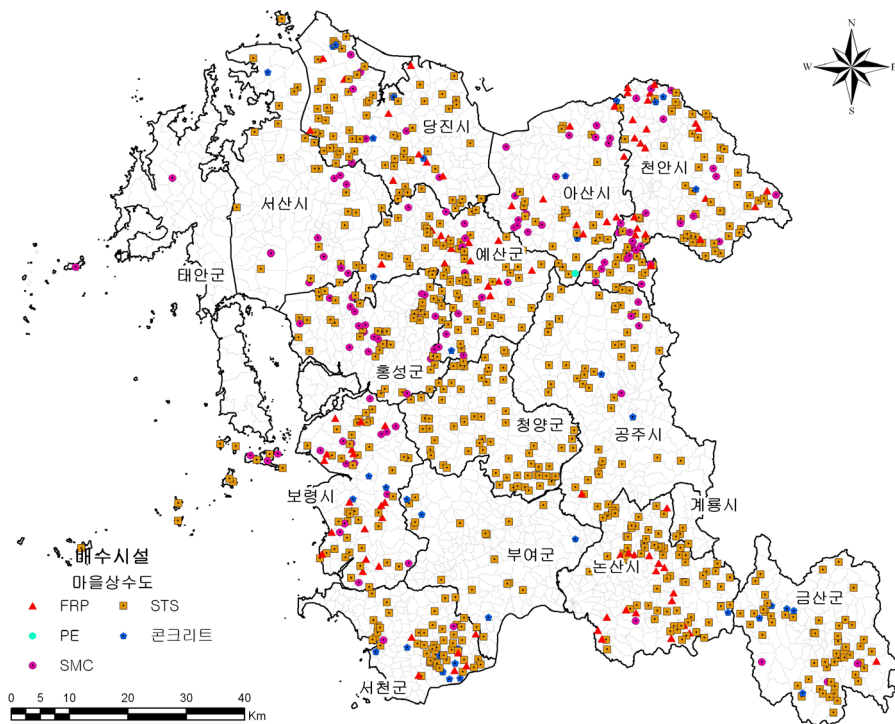 N
W
E
S
당진시
천안시
아산시
서산시
예산군
태안군
홍성군
청양군
공주시
보령시
계룡시
부여군
논산시
금산군
서천군
배수시설
마을상수도
FRP
STS
PE
콘크리트
SMC
0 5 10 20 30 40
Km